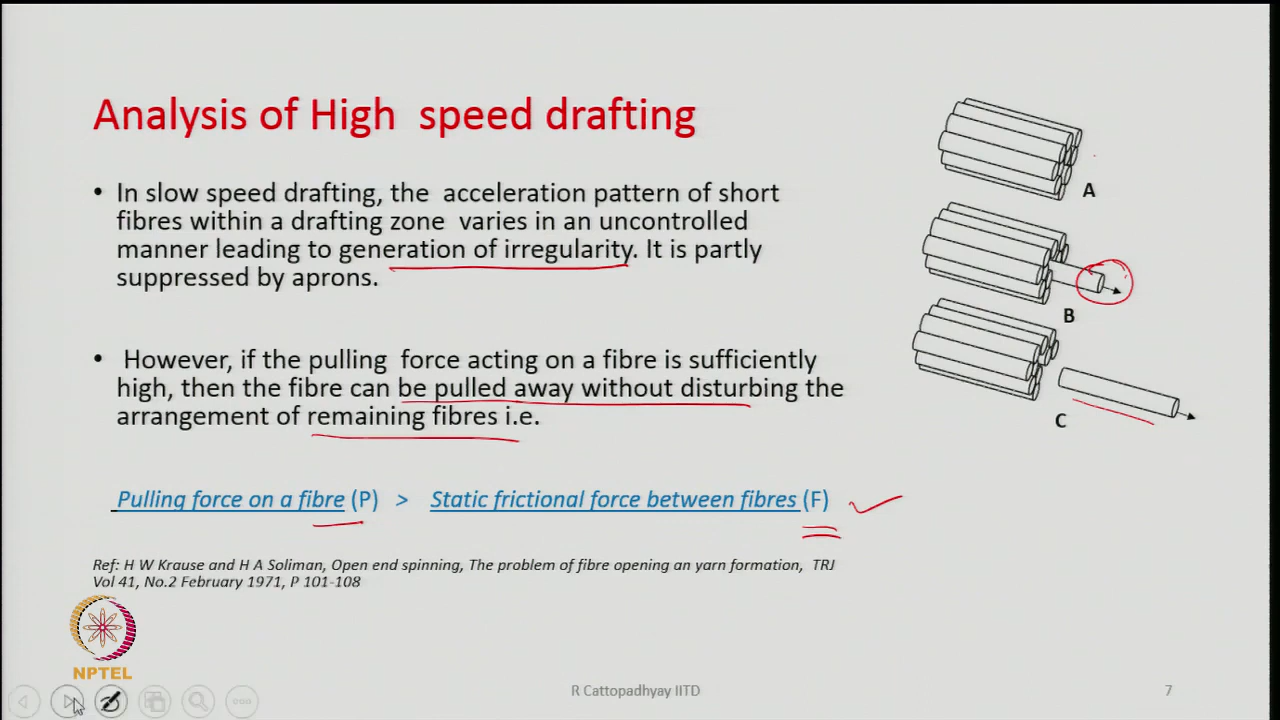 Analysis of High speed drafting
• In slow speed drafting, the acceleration pattern of short
fibres within a drafting zone varies in an uncontrolled
manner leading to generation of irregularity. It is partly
suppressed by aprons.
• However, if the pulling force acting on a fibre is sufficiently
high, then the fibre can be pulled away without disturbing the
arrangement of remaining fibres i.e.
Pulling force on a fibre (P) > Static frictional force between fibres (F)
Ref: H W Krause and H A Soliman, Open end spinning, The problem of fibre opening an yarn formation, TRJ
Vol 41, No.2 February 1971, P 101-108
A
B
C
NPTEL
R Cattopadhyay IITD
7